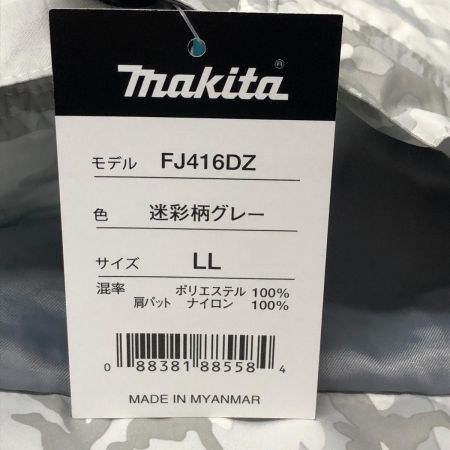 makita®
モデル FJ416DZ
色 迷彩柄グレー
サイズ LL
混率 ポリエステル 100%
肩パット ナイロン 100%
0 88381 88558 4
MADE IN MYANMAR